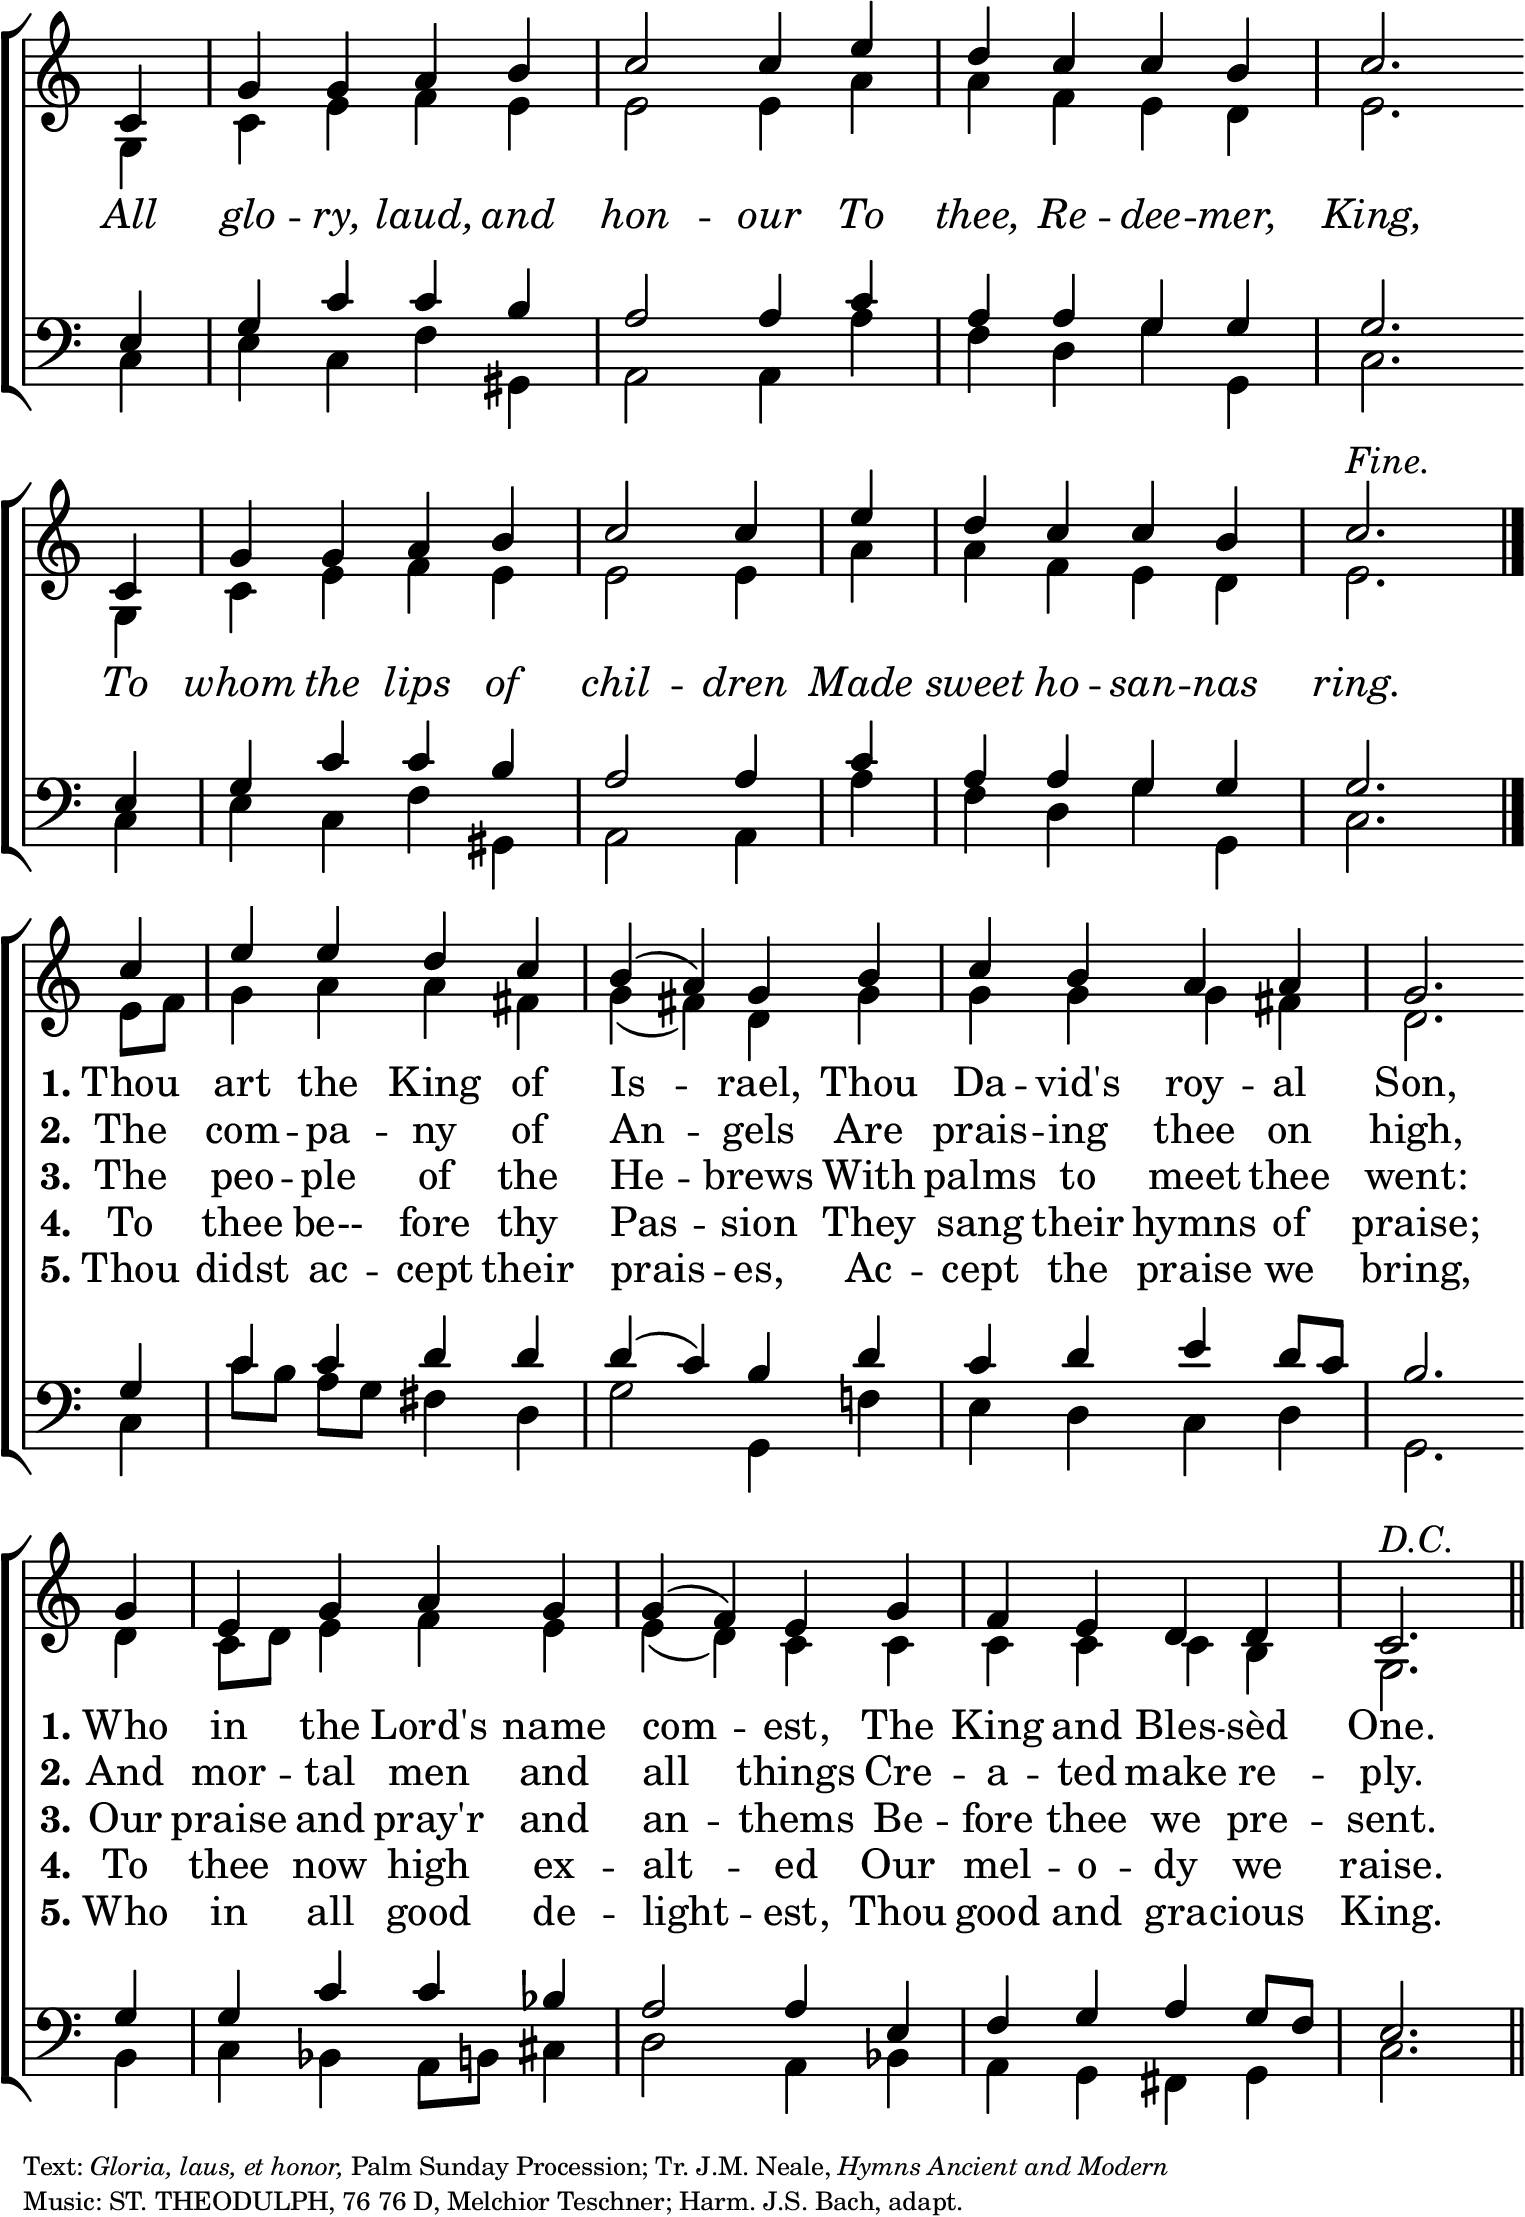 All glo - ry, laud, and hon - our To thee, Re - dee - mer, King,
Fine.
To whom the lips of chil - dren Made sweet ho - san - nas ring.
1. Thou art the King of Is - rael, Thou Da - vid's roy - al Son,
2. The com - pa - ny of An - gels Are prais - ing thee on high,
3. The peo - ple of the He - brews With palms to meet thee went:
4. To thee be-- fore thy Pas - sion They sang their hymns of praise;
5. Thou didst ac - cept their prais - es, Ac - cept the praise we bring,
D.C.
1. Who in the Lord's name com - est, The King and Bles - sèd One.
2. And mor - tal men and all things Cre - a - ted make re - ply.
3. Our praise and pray'r and an - thems Be - fore thee we pre - sent.
4. To thee now high ex - alt - ed Our mel - o - dy we raise.
5. Who in all good de - light - est, Thou good and gracious King.
Text: Gloria, laus, et honor, Palm Sunday Procession; Tr. J.M. Neale, Hymns Ancient and Modern
Music: ST. THEODULPH, 76 76 D, Melchior Teschner; Harm. J.S. Bach, adapt.